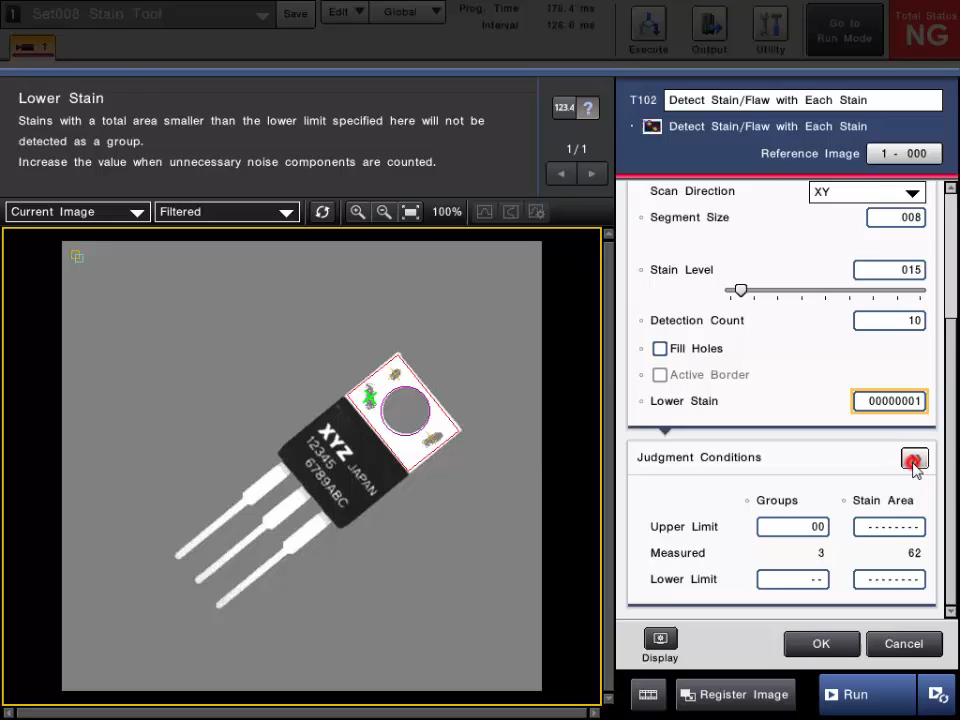 1 Set008 Stain Tool Save Edit Global Prog. Time 178.4 ms
Interval 126.6 ms
Execute Output Utility
Go to
Run Mode
Total Status
NG
1
Lower Stain
Stains with a total area smaller than the lower limit specified here will not be
detected as a group.
Increase the value when unnecessary noise components are counted.
123.4 ?
1/1
T102 Detect Stain/Flaw with Each Stain
Detect Stain/Flaw with Each Stain
Reference Image 1 - 000
Current Image Filtered 100%
Scan Direction XY
Segment Size 008
Stain Level 015
Detection Count 10
Fill Holes
Active Border
Lower Stain 00000001
Judgment Conditions
Groups Stain Area
Upper Limit 00 --------
Measured 3 62
Lower Limit -- --------
XYZ JAPAN
12345
6789ABC
Display OK Cancel
Register Image Run